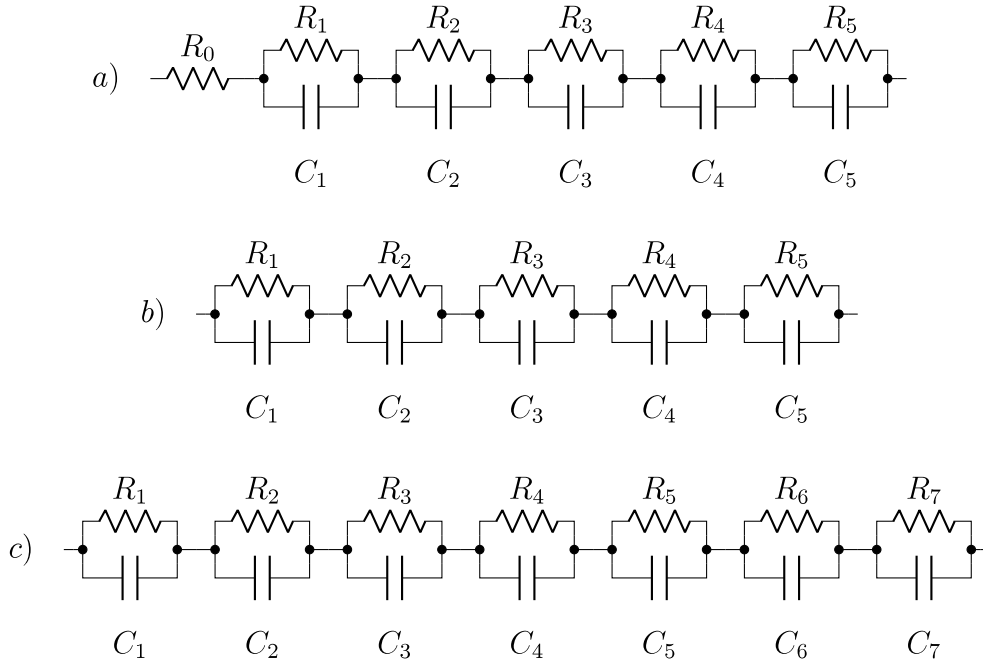 R₁ R₂ R₃ R₄ R₅
R₀
a)
C₁ C₂ C₃ C₄ C₅
R₁ R₂ R₃ R₄ R₅
b)
C₁ C₂ C₃ C₄ C₅
R₁ R₂ R₃ R₄ R₅ R₆ R₇
c)
C₁ C₂ C₃ C₄ C₅ C₆ C₇